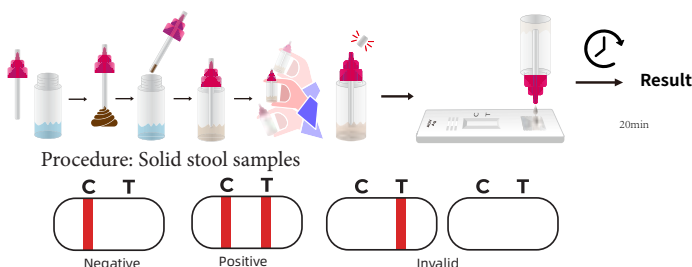 C T
Result
20min
Procedure: Solid stool samples
C T C T C T C T
Negative Positive Invalid